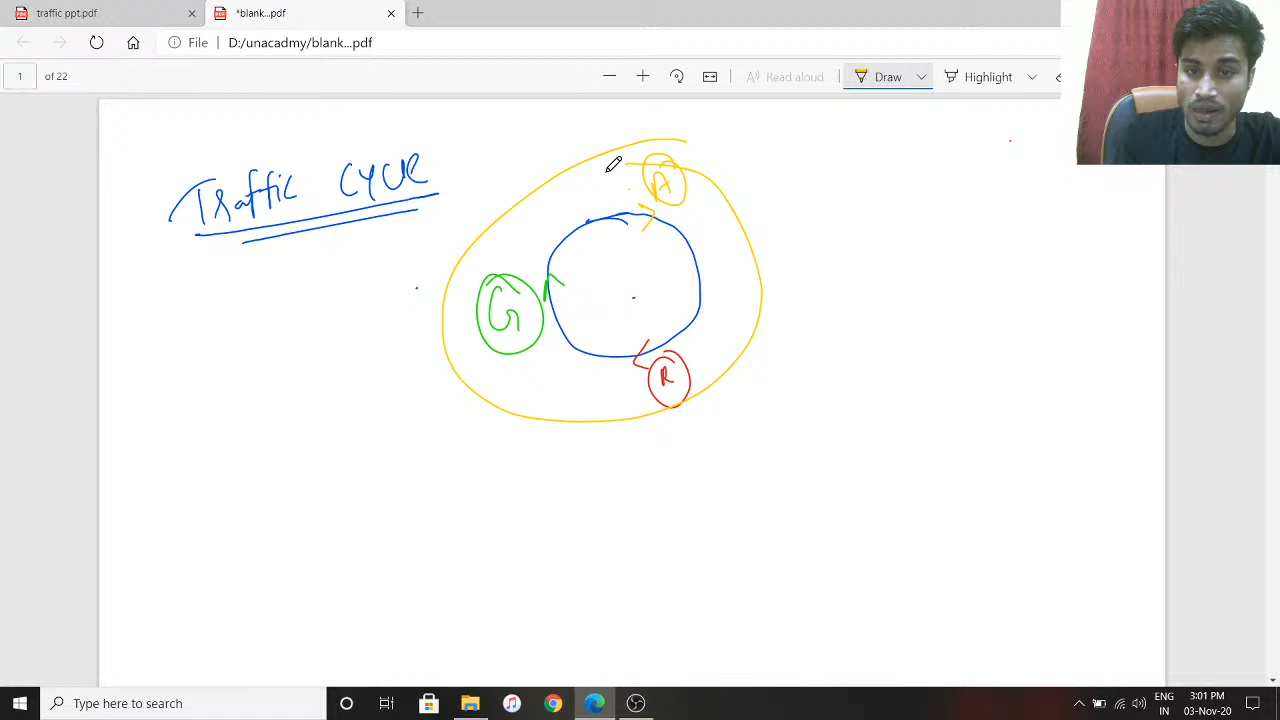 traffic ppt.pdf
*blank..pdf
File
D:/unacadmy/blank...pdf
1
of 22
Read aloud
Draw
Highlight
Traffic CYCLE
A
G
R
Type here to search
ENG
IN
3:01 PM
03-Nov-20